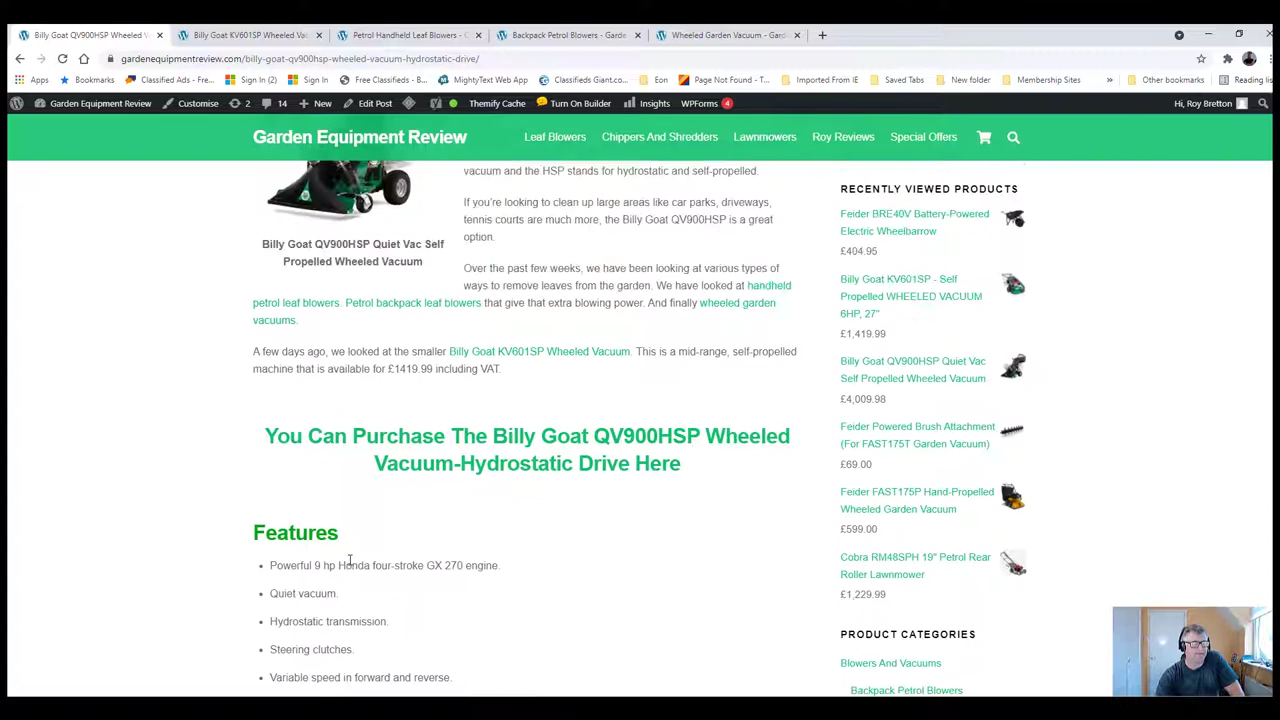 Billy Goat QV900HSP Wheeled V
Billy Goat KV601SP Wheeled Vac
Petrol Handheld Leaf Blowers - G
Backpack Petrol Blowers - Garde
Wheeled Garden Vacuum - Gard
gardenequipmentreview.com/billy-goat-qv900hsp-wheeled-vacuum-hydrostatic-drive/
Apps Bookmarks Classified Ads - Free... Sign In (2) Sign In Free Classifieds - B... MightyText Web App Classifieds Giant.co... Eon Page Not Found - T... Imported From IE Saved Tabs New folder Membership Sites » Other bookmarks Reading list
Garden Equipment Review Customise 2 14 New Edit Post Themify Cache Turn On Builder Insights WPForms 4 Hi, Roy Bretton
Garden Equipment Review Leaf Blowers Chippers And Shredders Lawnmowers Roy Reviews Special Offers
vacuum and the HSP stands for hydrostatic and self-propelled.
If you're looking to clean up large areas like car parks, driveways,
tennis courts are much more, the Billy Goat QV900HSP is a great
option.
Billy Goat QV900HSP Quiet Vac Self
Propelled Wheeled Vacuum
Over the past few weeks, we have been looking at various types of
ways to remove leaves from the garden. We have looked at handheld
petrol leaf blowers. Petrol backpack leaf blowers that give that extra blowing power. And finally wheeled garden
vacuums.
A few days ago, we looked at the smaller Billy Goat KV601SP Wheeled Vacuum. This is a mid-range, self-propelled
machine that is available for £1419.99 including VAT.
You Can Purchase The Billy Goat QV900HSP Wheeled
Vacuum-Hydrostatic Drive Here
Features
• Powerful 9 hp Honda four-stroke GX 270 engine.
• Quiet vacuum.
• Hydrostatic transmission.
• Steering clutches.
• Variable speed in forward and reverse.
RECENTLY VIEWED PRODUCTS
Feider BRE40V Battery-Powered
Electric Wheelbarrow
£404.95
Billy Goat KV601SP - Self
Propelled WHEELED VACUUM
6HP, 27"
£1,419.99
Billy Goat QV900HSP Quiet Vac
Self Propelled Wheeled Vacuum
£4,009.98
Feider Powered Brush Attachment
(For FAST175T Garden Vacuum)
£69.00
Feider FAST175P Hand-Propelled
Wheeled Garden Vacuum
£599.00
Cobra RM48SPH 19" Petrol Rear
Roller Lawnmower
£1,229.99
PRODUCT CATEGORIES
Blowers And Vacuums
Backpack Petrol Blowers